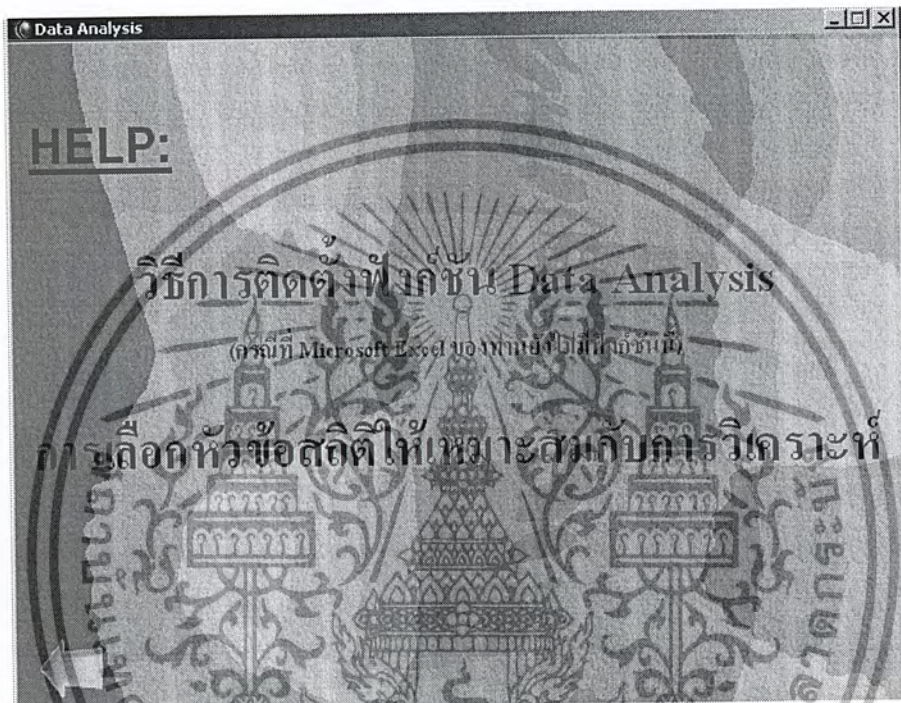 Data Analysis
HELP:
วิธีการติดตั้งฟังก์ชัน Data Analysis
(กรณีที่ Microsoft Excel ของท่านยังไม่มีฟังก์ชันนี้)
การเลือกหัวข้อสถิติให้เหมาะสมกับการวิเคราะห์